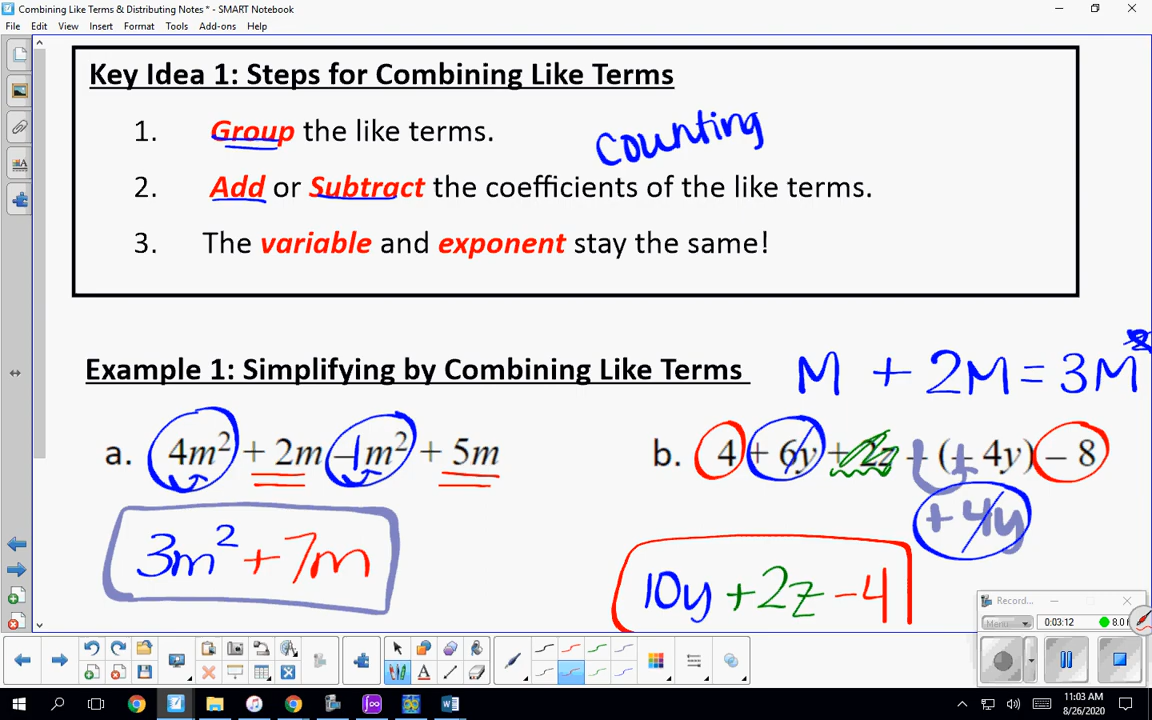 Combining Like Terms & Distributing Notes * - SMART Notebook
File Edit View Insert Format Tools Add-ons Help
Key Idea 1: Steps for Combining Like Terms
1. Group the like terms.
counting
2. Add or Subtract the coefficients of the like terms.
3. The variable and exponent stay the same!
Example 1: Simplifying by Combining Like Terms
M + 2M = 3M
a. 4m² + 2m – 1m² + 5m
b. 4 + 6y + 2z – (– 4y) – 8
+ 4y
3m² + 7m
10y + 2z - 4
Record...
Menu 0:03:12 8.0
11:03 AM
8/26/2020